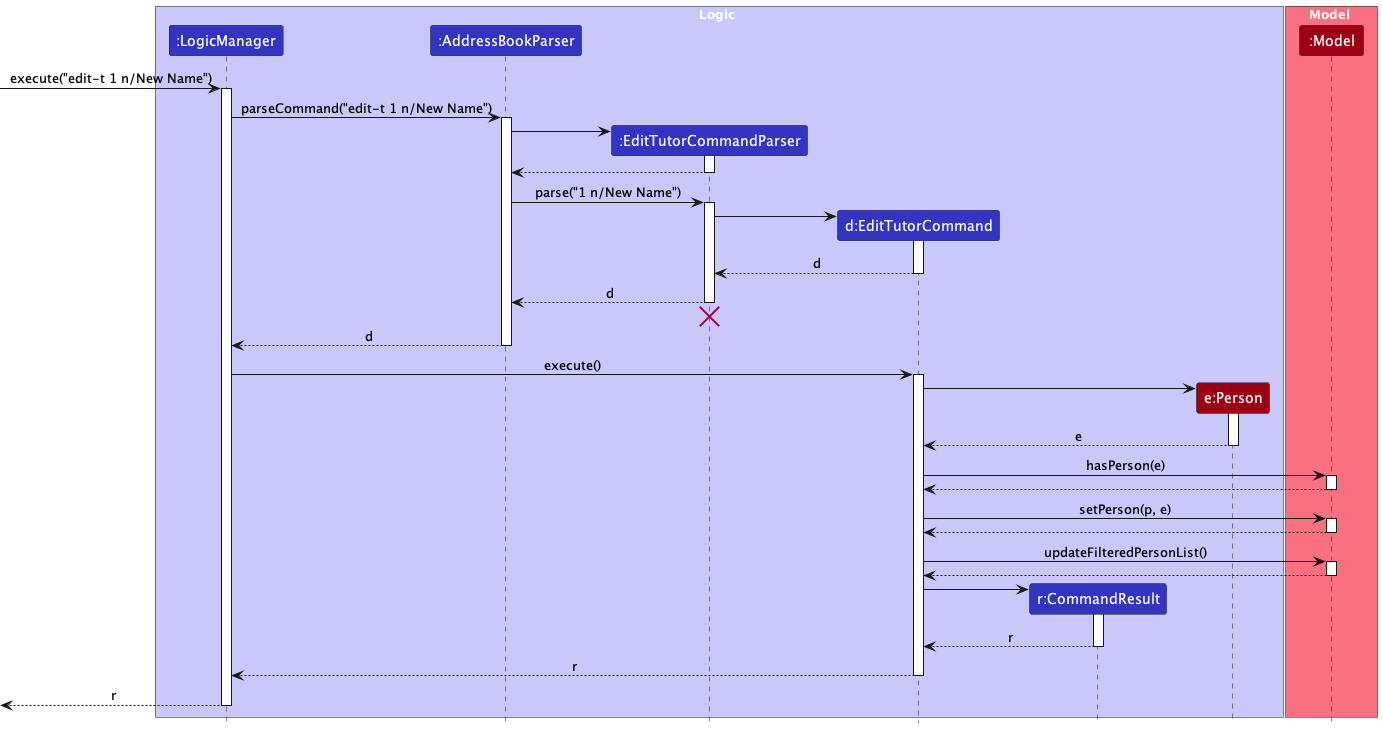 Logic
Model
:LogicManager
:AddressBookParser
:Model
execute("edit-t 1 n/New Name")
parseCommand("edit-t 1 n/New Name")
:EditTutorCommandParser
parse("1 n/New Name")
d:EditTutorCommand
d
d
d
execute()
e:Person
e
hasPerson(e)
setPerson(p, e)
updateFilteredPersonList()
r:CommandResult
r
r
r